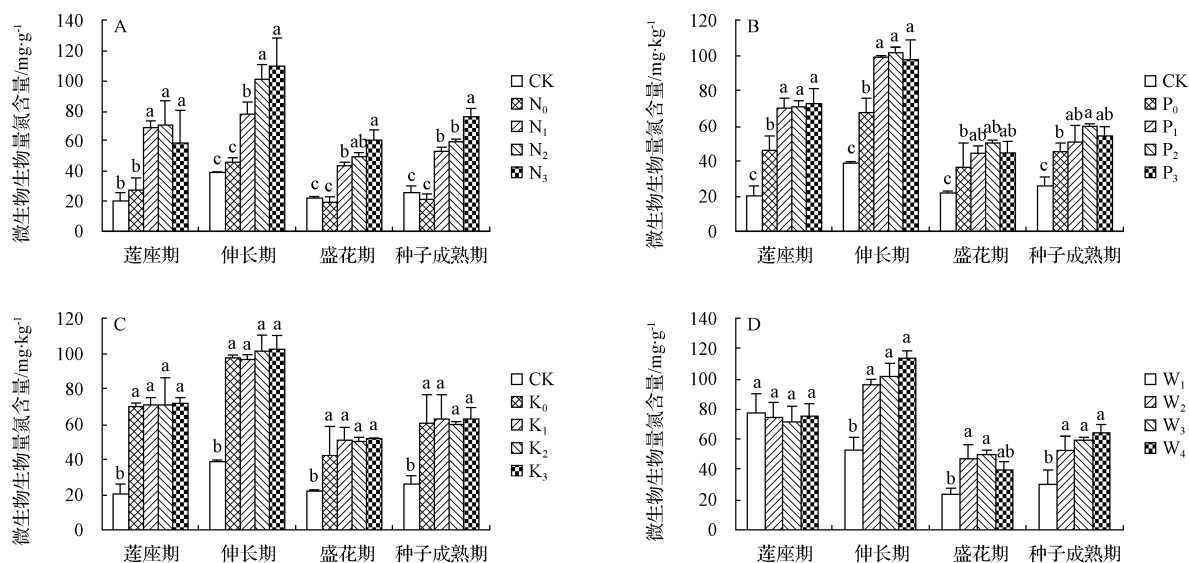 A
微生物生物量氮含量/mg·g-1
140
120
100
80
60
40
20
0
b b a a a
c c b a a
c c b ab a
c c b b a
莲座期 伸长期 盛花期 种子成熟期
CK
N0
N1
N2
N3
B
微生物生物量氮含量/mg·kg-1
120
100
80
60
40
20
0
c b a a a
c b a a a
c b ab ab ab
c b ab a ab
莲座期 伸长期 盛花期 种子成熟期
CK
P0
P1
P2
P3
C
微生物生物量氮含量/mg·kg-1
120
100
80
60
40
20
0
b a a a a
b a a a a
b a a a a
b a a a a
莲座期 伸长期 盛花期 种子成熟期
CK
K0
K1
K2
K3
D
微生物生物量氮含量/mg·g-1
140
120
100
80
60
40
20
0
a a a a
b a a a
b a a ab
b a a a
莲座期 伸长期 盛花期 种子成熟期
W1
W2
W3
W4